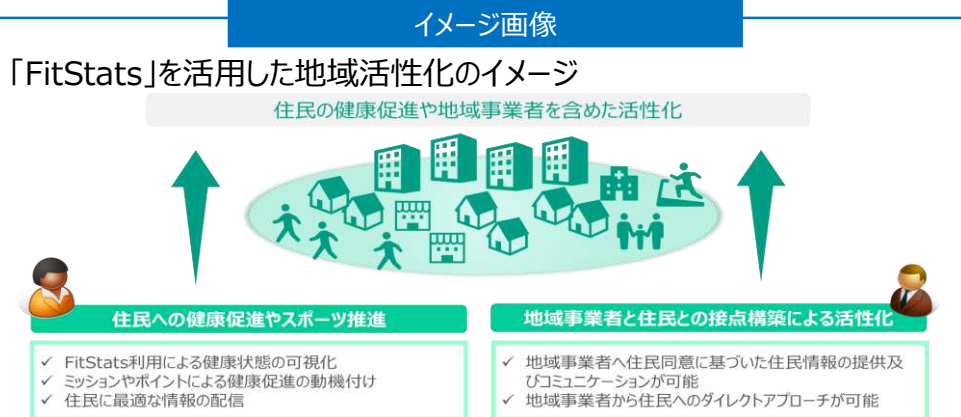 イメージ画像
「FitStats」を活用した地域活性化のイメージ
住民の健康促進や地域事業者を含めた活性化
住民への健康促進やスポーツ推進
✓ FitStats利用による健康状態の可視化
✓ ミッションやポイントによる健康促進の動機付け
✓ 住民に最適な情報の配信
地域事業者と住民との接点構築による活性化
✓ 地域事業者へ住民同意に基づいた住民情報の提供及
びコミュニケーションが可能
✓ 地域事業者から住民へのダイレクトアプローチが可能